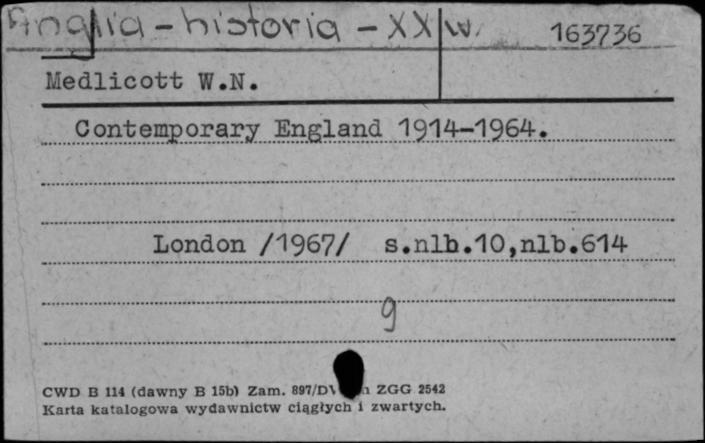 Anglia - historia - XX w. 163736
Medlicott W.N.
Contemporary England 1914-1964.
London /1967/ s.nlb.10,nlb.614
9
CWD B 114 (dawny B 15b) Zam. 897/ ZGG 2542
Karta katalogowa wydawnictw ciągłych i zwartych.